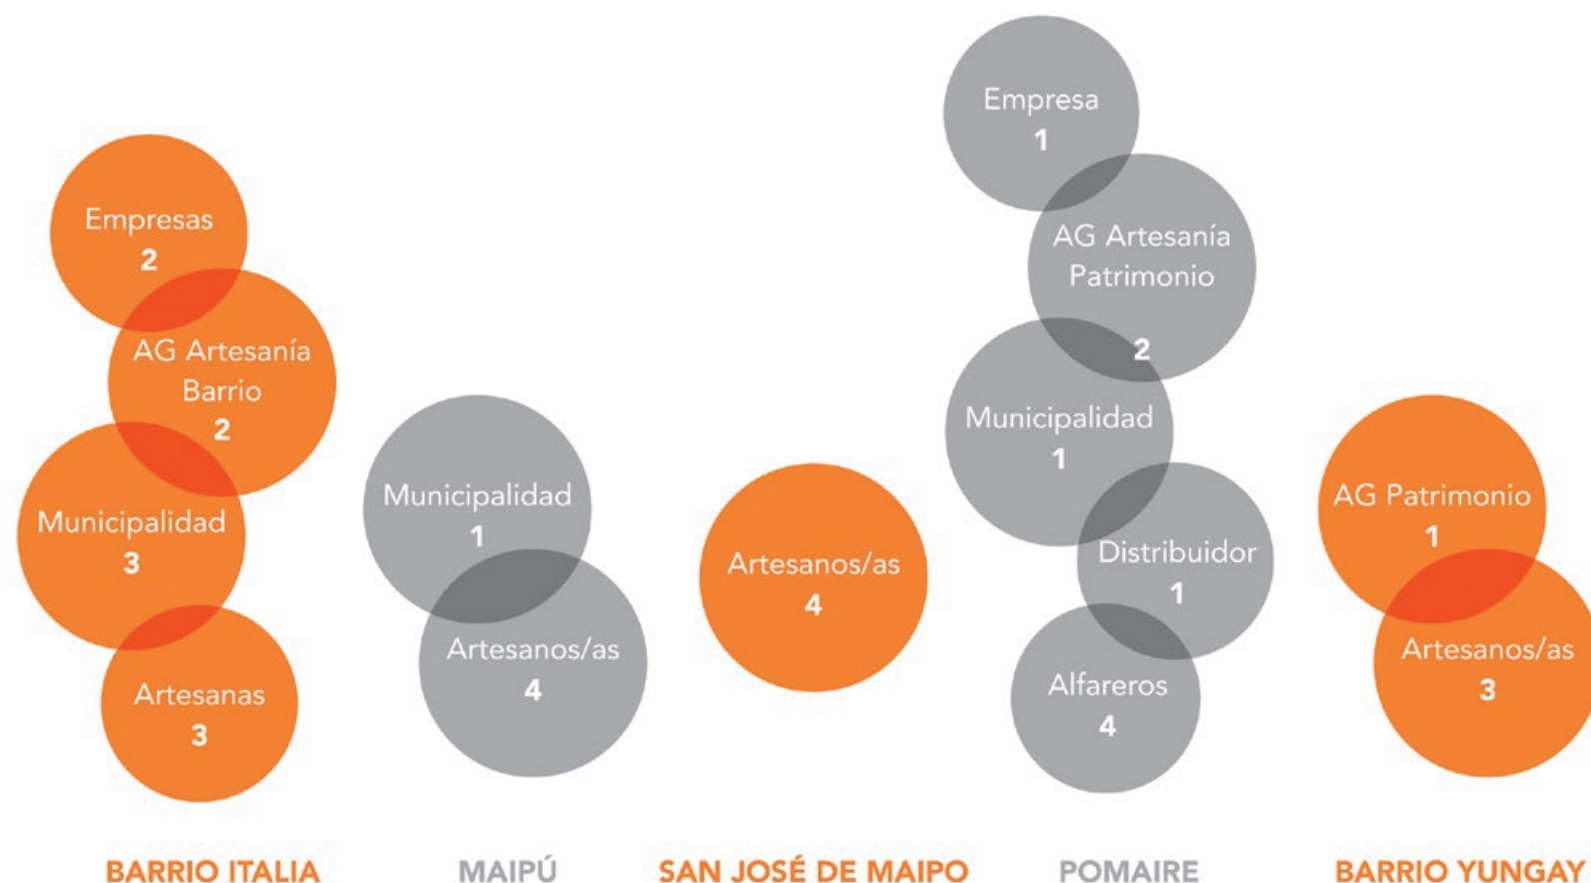 Empresas
2
AG Artesanía
Barrio
2
Municipalidad
3
Artesanas
3
BARRIO ITALIA
Municipalidad
1
Artesanos/as
4
MAIPÚ
Artesanos/as
4
SAN JOSÉ DE MAIPO
Empresa
1
AG Artesanía
Patrimonio
2
Municipalidad
1
Distribuidor
1
Alfareros
4
POMAIRE
AG Patrimonio
1
Artesanos/as
3
BARRIO YUNGAY